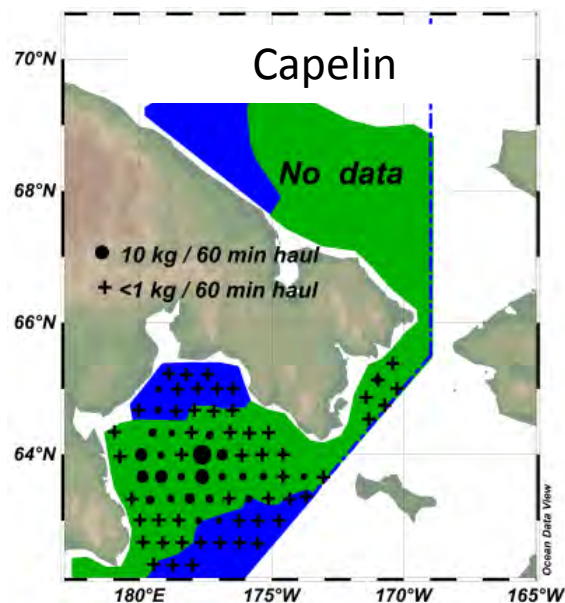 Capelin
70°N
No data
68°N
10 kg / 60 min haul
<1 kg / 60 min haul
66°N
64°N
Ocean Data View
180°E
175°W
170°W
165°W